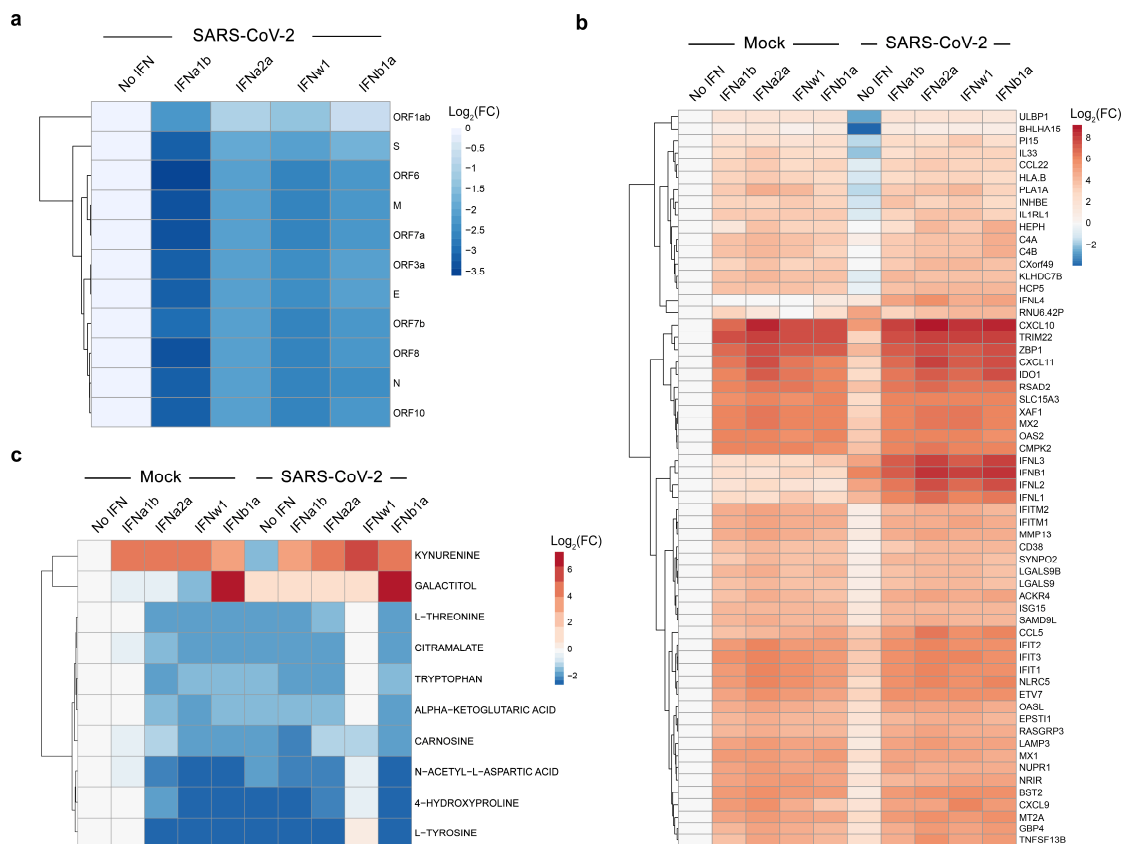 a
SARS-CoV-2
No IFN
IFNa1b
IFNa2a
IFNw1
IFNb1a
ORF1ab
S
ORF6
M
ORF7a
ORF3a
E
ORF7b
ORF8
N
ORF10
Log2(FC)
0
−0.5
−1
−1.5
−2
−2.5
−3
−3.5
b
Mock
SARS-CoV-2
No IFN
IFNa1b
IFNa2a
IFNw1
IFNb1a
No IFN
IFNa1b
IFNa2a
IFNw1
IFNb1a
ULBP1
BHLHA15
PI15
IL33
CCL22
HLA.B
PLA1A
INHBE
IL1RL1
HEPH
C4A
C4B
CXorf49
KLHDC7B
HCP5
IFNL4
RNU6.42P
CXCL10
TRIM22
ZBP1
CXCL11
IDO1
RSAD2
SLC15A3
XAF1
MX2
OAS2
CMPK2
IFNL3
IFNB1
IFNL2
IFNL1
IFITM2
IFITM1
MMP13
CD38
SYNPO2
LGALS9B
LGALS9
ACKR4
ISG15
SAMD9L
CCL5
IFIT2
IFIT3
IFIT1
NLRC5
ETV7
OA3L
EPSTI1
RASGRP3
LAMP3
MX1
NUPR1
NRIR
BST2
CXCL9
MT2A
GBP4
TNFSF13B
Log2(FC)
8
6
4
2
0
−2
c
Mock
SARS-CoV-2
No IFN
IFNa1b
IFNa2a
IFNw1
IFNb1a
No IFN
IFNa1b
IFNa2a
IFNw1
IFNb1a
KYNURENINE
GALACTITOL
L−THREONINE
CITRAMALATE
TRYPTOPHAN
ALPHA−KETOGLUTARIC ACID
CARNOSINE
N−ACETYL−L−ASPARTIC ACID
4−HYDROXYPROLINE
L−TYROSINE
Log2(FC)
6
4
2
0
−2